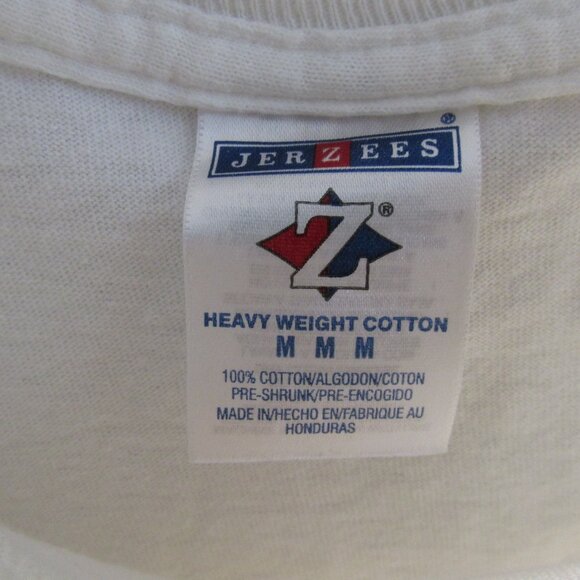 ®
JERZEES
Z®
HEAVY WEIGHT COTTON
M M M
100% COTTON/ALGODON/COTON
PRE-SHRUNK/PRE-ENCOGIDO
MADE IN/HECHO EN/FABRIQUE AU
HONDURAS